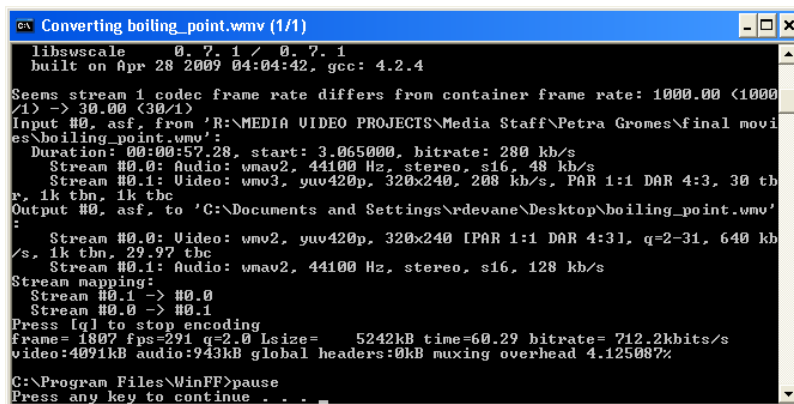 Converting boiling_point.wmv (1/1)
libswscale     0. 7. 1 /  0. 7. 1
built on Apr 28 2009 04:04:42, gcc: 4.2.4
Seems stream 1 codec frame rate differs from container frame rate: 1000.00 (1000
/1) -> 30.00 (30/1)
Input #0, asf, from 'R:\MEDIA VIDEO PROJECTS\Media Staff\Petra Gromes\final movi
es\boiling_point.wmv':
Duration: 00:00:57.28, start: 3.065000, bitrate: 280 kb/s
Stream #0.0: Audio: wmav2, 44100 Hz, stereo, s16, 48 kb/s
Stream #0.1: Video: wmv3, yuv420p, 320x240, 208 kb/s, PAR 1:1 DAR 4:3, 30 tb
r, 1k tbn, 1k tbc
Output #0, asf, to 'C:\Documents and Settings\rdevane\Desktop\boiling_point.wmv'
:
Stream #0.0: Video: wmv2, yuv420p, 320x240 [PAR 1:1 DAR 4:3], q=2-31, 640 kb
/s, 1k tbn, 29.97 tbc
Stream #0.1: Audio: wmav2, 44100 Hz, stereo, s16, 128 kb/s
Stream mapping:
Stream #0.1 -> #0.0
Stream #0.0 -> #0.1
Press [q] to stop encoding
frame= 1807 fps=291 q=2.0 Lsize=    5242kB time=60.29 bitrate= 712.2kbits/s
video:4091kB audio:943kB global headers:0kB muxing overhead 4.125087%
C:\Program Files\WinFF>pause
Press any key to continue . . . _